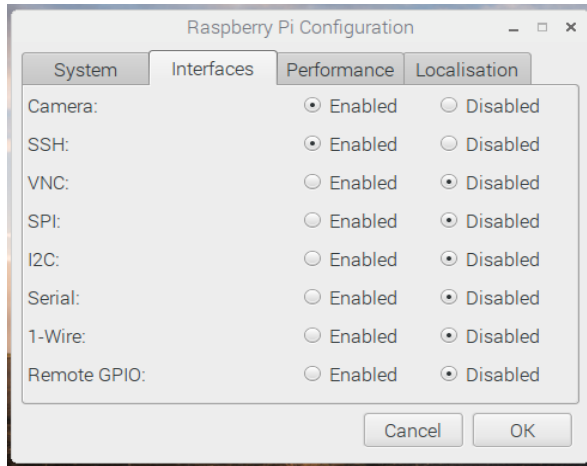 Raspberry Pi Configuration
System Interfaces Performance Localisation
Camera: Enabled Disabled
SSH: Enabled Disabled
VNC: Enabled Disabled
SPI: Enabled Disabled
I2C: Enabled Disabled
Serial: Enabled Disabled
1-Wire: Enabled Disabled
Remote GPIO: Enabled Disabled
Cancel OK